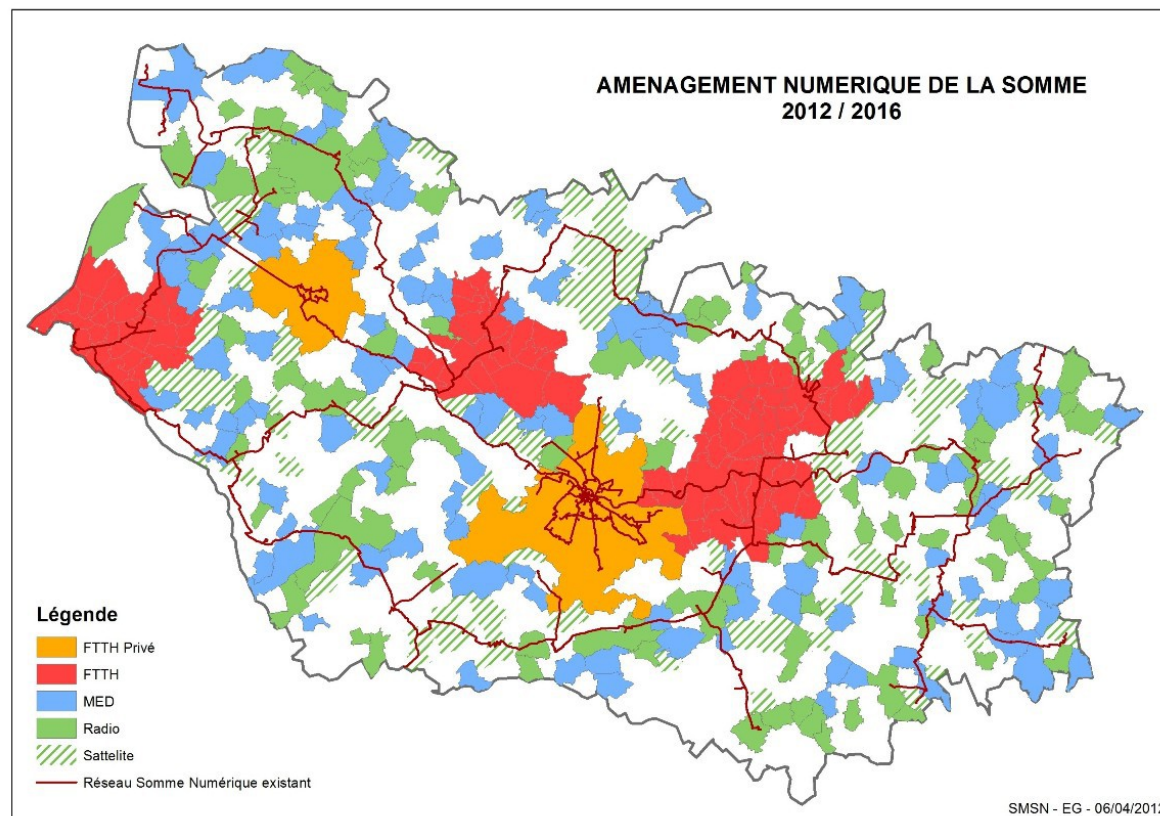 AMENAGEMENT NUMERIQUE DE LA SOMME
2012 / 2016
Légende
FTTH Privé
FTTH
MED
Radio
Sattelite
Réseau Somme Numérique existant
SMSN - EG - 06/04/2012